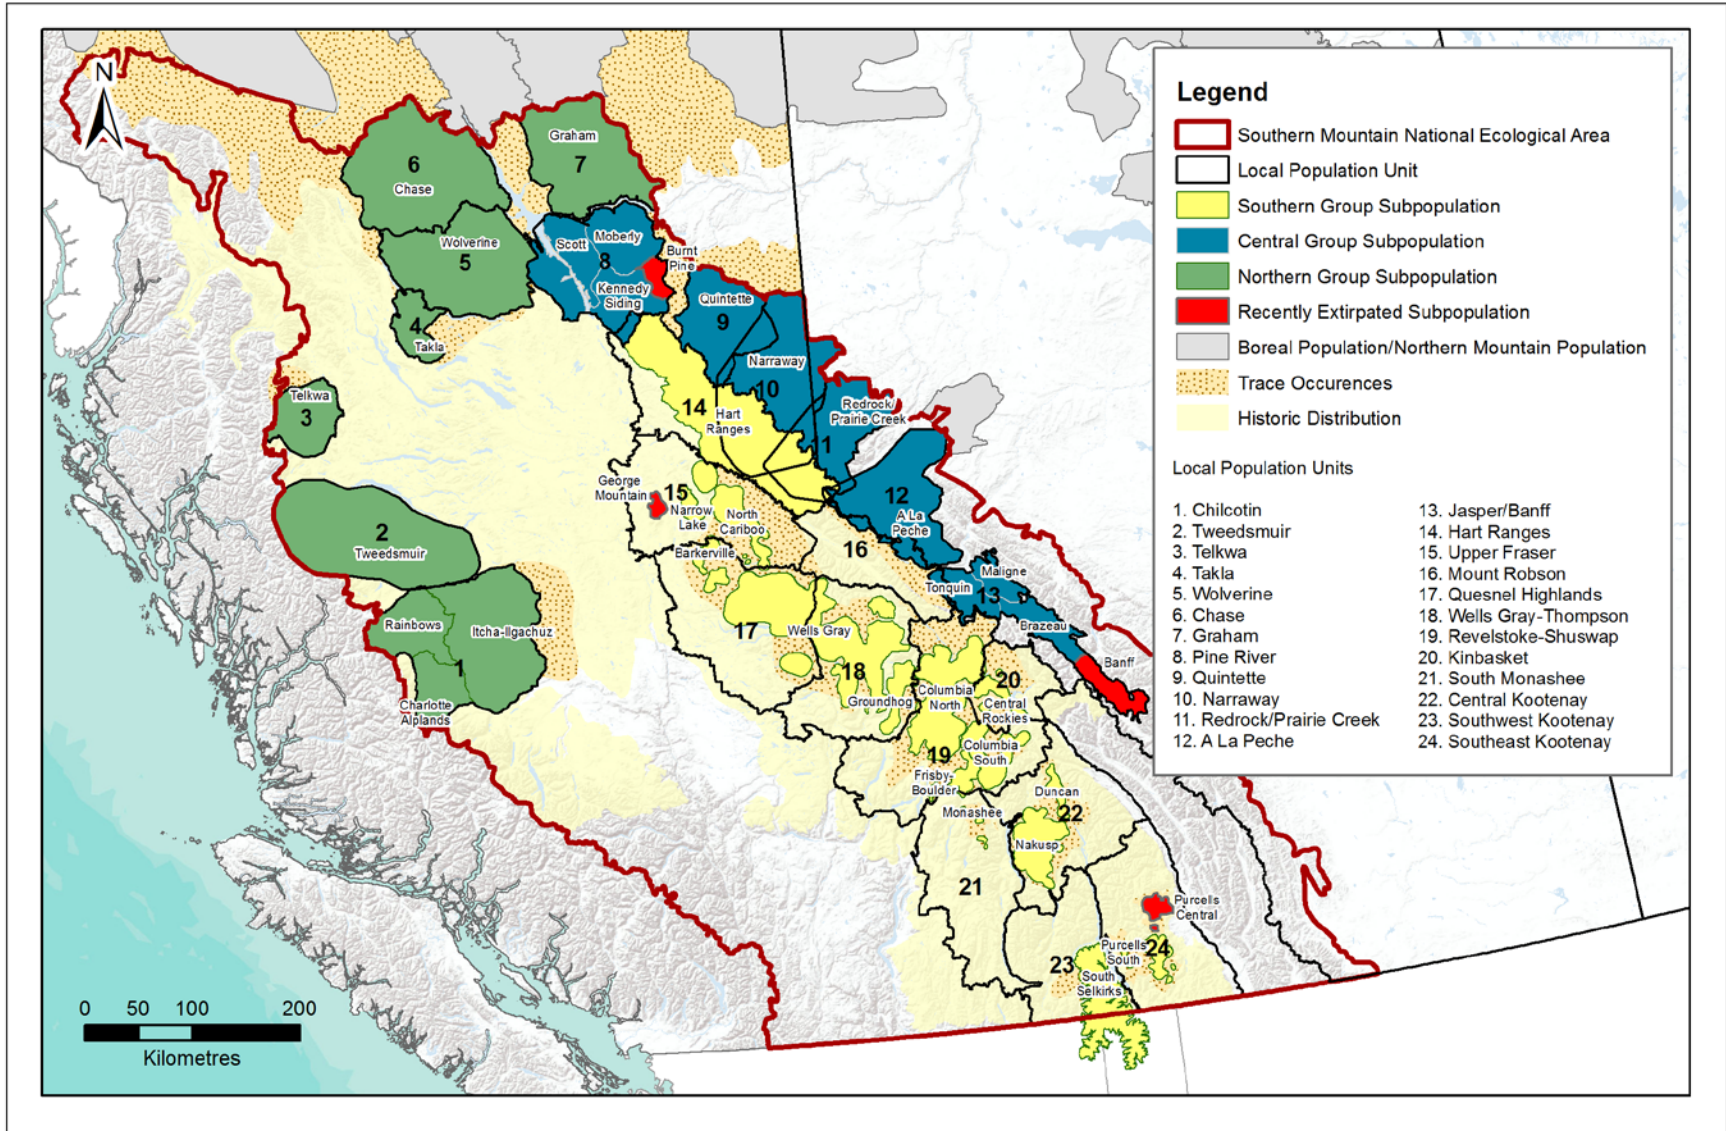 N
Graham
7
6
Chase
Wolverine
5
Scott
Moberly
8
Burnt
Pine
Kennedy
Siding
Quintette
9
4
Takla
Narraway
10
Telkwa
3
14
Hart
Ranges
Redrock/
Prairie Creek
11
12
A La
Peche
George
Mountain
15
Narrow
Lake
North
Cariboo
2
Tweedsmuir
Barkerville
16
Maligne
Tonquin
13
Brazeau
Banff
Rainbows
Itcha-Ilgachuz
1
Charlotte
Alplands
17
Wells Gray
18
Groundhog
20
Columbia
North
Central
Rockies
19
Columbia
South
Frisby-
Boulder
Duncan
22
Monashee
Nakusp
21
Purcells
Central
Purcells
South
24
23
South
Selkirks
0 50 100 200
Kilometres
Legend
Southern Mountain National Ecological Area
Local Population Unit
Southern Group Subpopulation
Central Group Subpopulation
Northern Group Subpopulation
Recently Extirpated Subpopulation
Boreal Population/Northern Mountain Population
Trace Occurences
Historic Distribution
Local Population Units
1. Chilcotin
2. Tweedsmuir
3. Telkwa
4. Takla
5. Wolverine
6. Chase
7. Graham
8. Pine River
9. Quintette
10. Narraway
11. Redrock/Prairie Creek
12. A La Peche
13. Jasper/Banff
14. Hart Ranges
15. Upper Fraser
16. Mount Robson
17. Quesnel Highlands
18. Wells Gray-Thompson
19. Revelstoke-Shuswap
20. Kinbasket
21. South Monashee
22. Central Kootenay
23. Southwest Kootenay
24. Southeast Kootenay